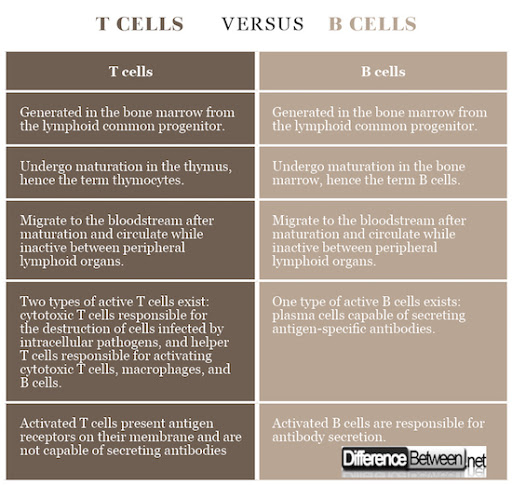 T CELLS VERSUS B CELLS
T cells
B cells
Generated in the bone marrow from
the lymphoid common progenitor.
Generated in the bone marrow from
the lymphoid common progenitor.
Undergo maturation in the thymus,
hence the term thymocytes.
Undergo maturation in the bone
marrow, hence the term B cells.
Migrate to the bloodstream after
maturation and circulate while
inactive between peripheral
lymphoid organs.
Migrate to the bloodstream after
maturation and circulate while
inactive between peripheral
lymphoid organs.
Two types of active T cells exist:
cytotoxic T cells responsible for
the destruction of cells infected by
intracellular pathogens, and helper
T cells responsible for activating
cytotoxic T cells, macrophages, and
B cells.
One type of active B cells exists:
plasma cells capable of secreting
antigen-specific antibodies.
Activated T cells present antigen
receptors on their membrane and are
not capable of secreting antibodies
Activated B cells are responsible for
antibody secretion.
DifferenceBetween.net